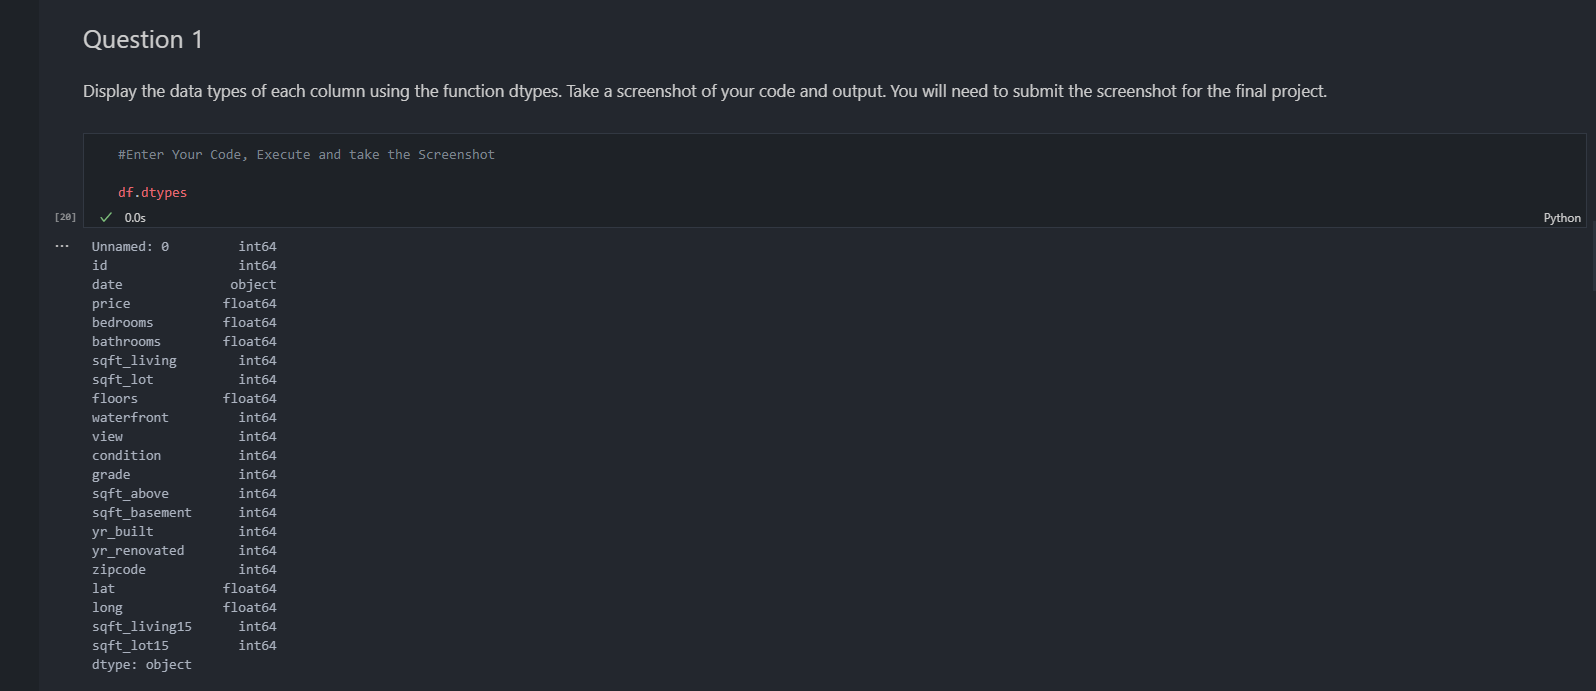 Question 1
Display the data types of each column using the function dtypes. Take a screenshot of your code and output. You will need to submit the screenshot for the final project.
#Enter Your Code, Execute and take the Screenshot
df.dtypes
[20] ✓ 0.0s Python
... Unnamed: 0 int64
id int64
date object
price float64
bedrooms float64
bathrooms float64
sqft_living int64
sqft_lot int64
floors float64
waterfront int64
view int64
condition int64
grade int64
sqft_above int64
sqft_basement int64
yr_built int64
yr_renovated int64
zipcode int64
lat float64
long float64
sqft_living15 int64
sqft_lot15 int64
dtype: object